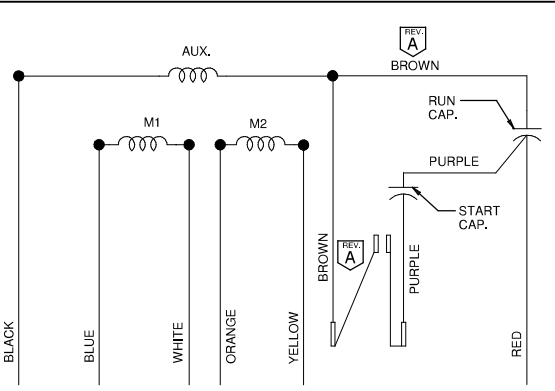 REV.
A
AUX.
BROWN
RUN
CAP.
M1
M2
PURPLE
START
CAP.
REV.
A
BROWN
PURPLE
BLACK
BLUE
WHITE
ORANGE
YELLOW
RED